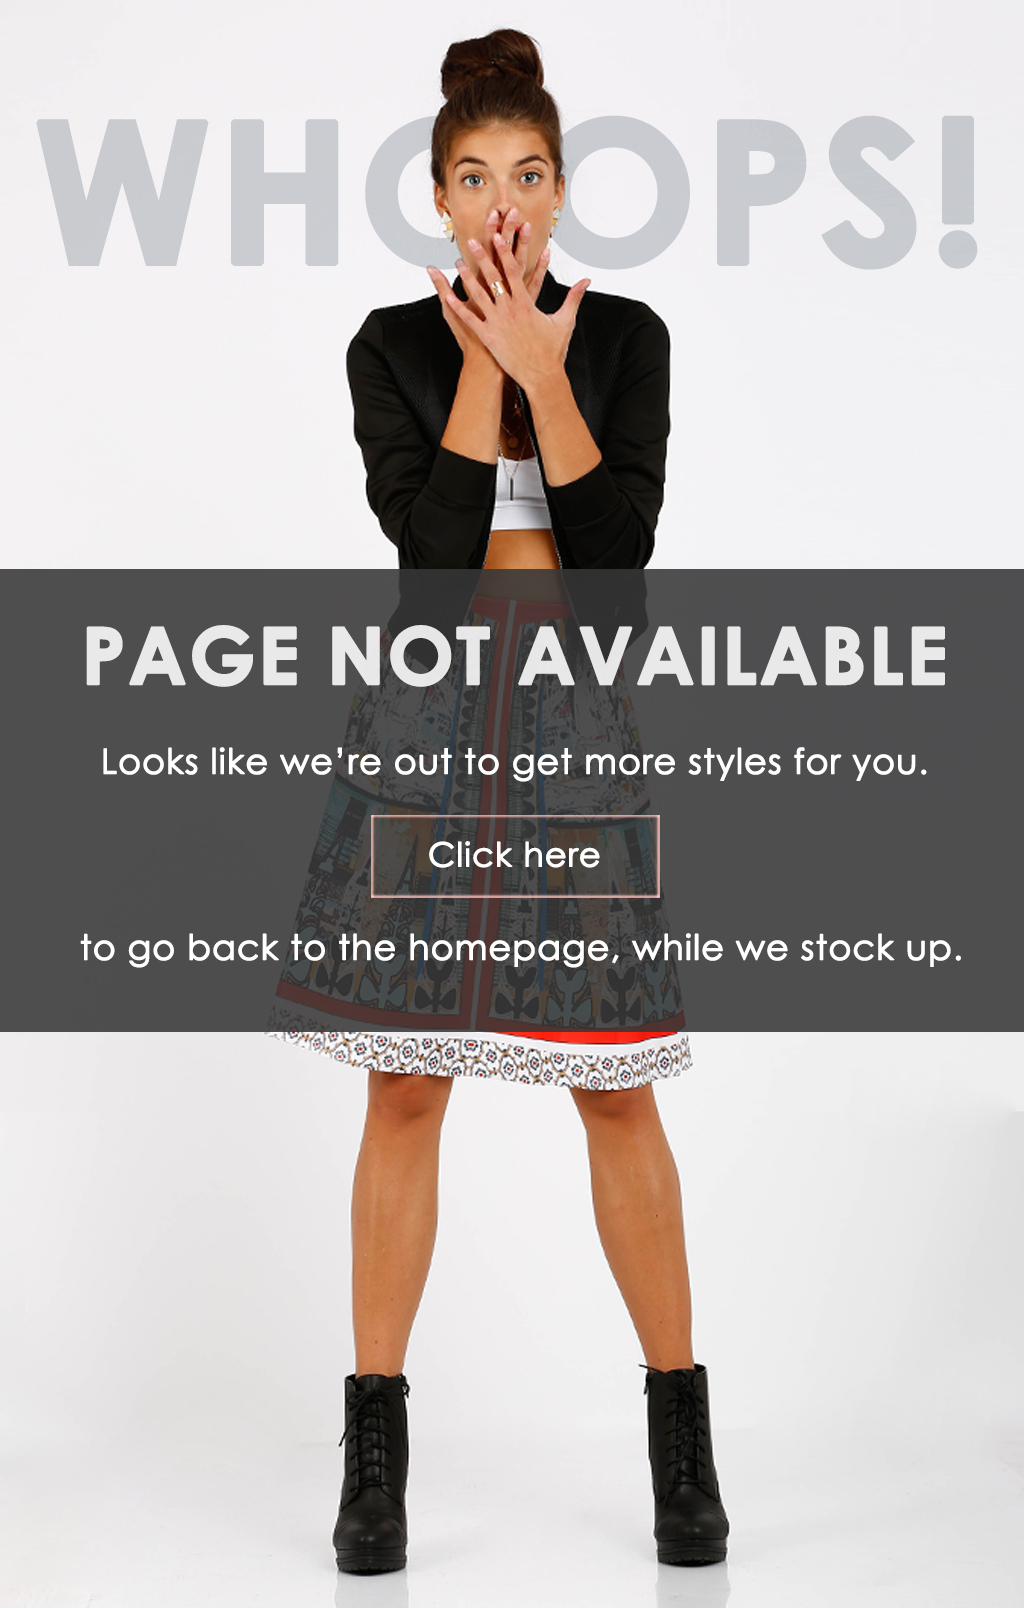 WHOOPS!
PAGE NOT AVAILABLE
Looks like we’re out to get more styles for you.
Click here
to go back to the homepage, while we stock up.